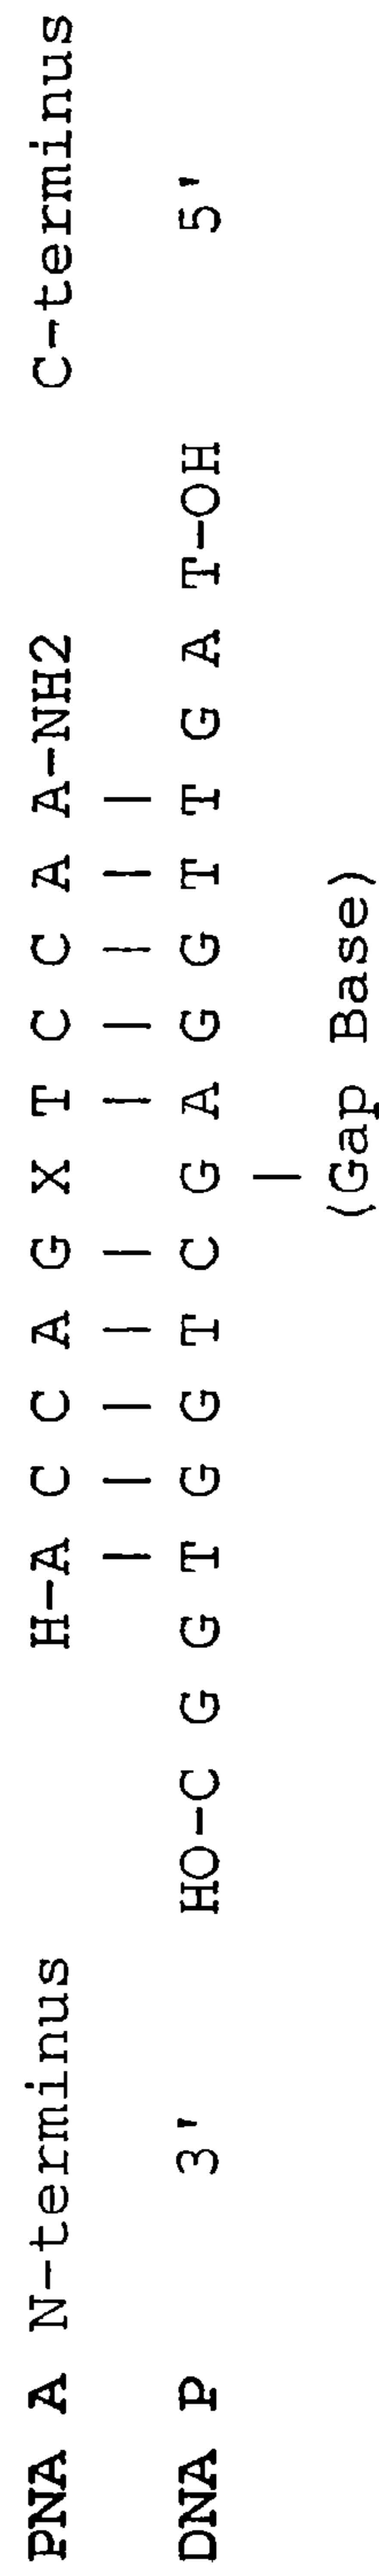 PNA A N-terminus H-A C C A G X T C C A A-NH2 C-terminus
| | | | | | | | | |
DNA P 3' HO-C G G T G G T C G A G G T T G A T-OH 5'
|
(Gap Base)